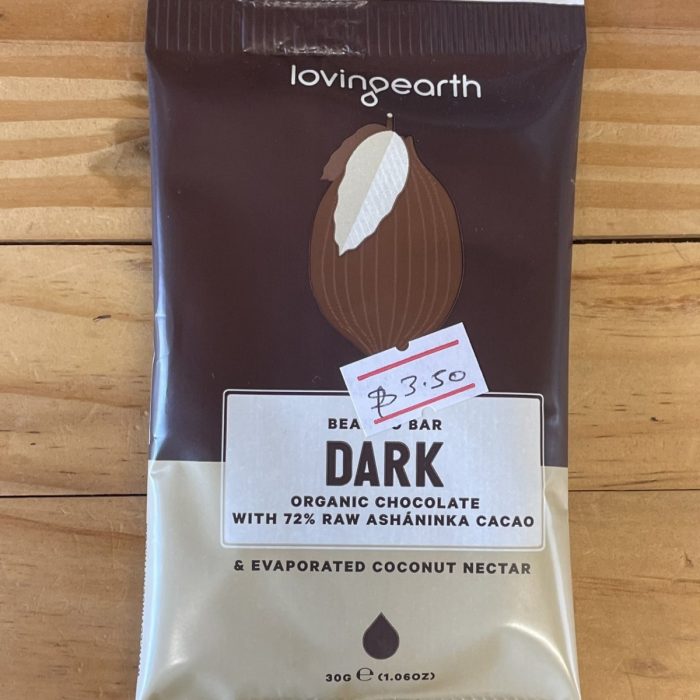 lovingearth
$3.50
BAR
DARK
ORGANIC CHOCOLATE
WITH 72% RAW ASHÁNINKA CACAO
& EVAPORATED COCONUT NECTAR
30G ℮ (1.06OZ)